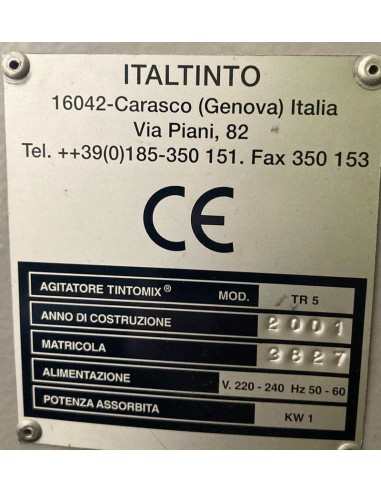 ITALTINTO
16042-Carasco (Genova) Italia
Via Piani, 82
Tel. ++39(0)185-350 151. Fax 350 153
CE
AGITATORE TINTOMIX® MOD. TR 5
ANNO DI COSTRUZIONE 2001
MATRICOLA 3827
ALIMENTAZIONE V. 220 - 240 Hz 50 - 60
POTENZA ASSORBITA KW 1